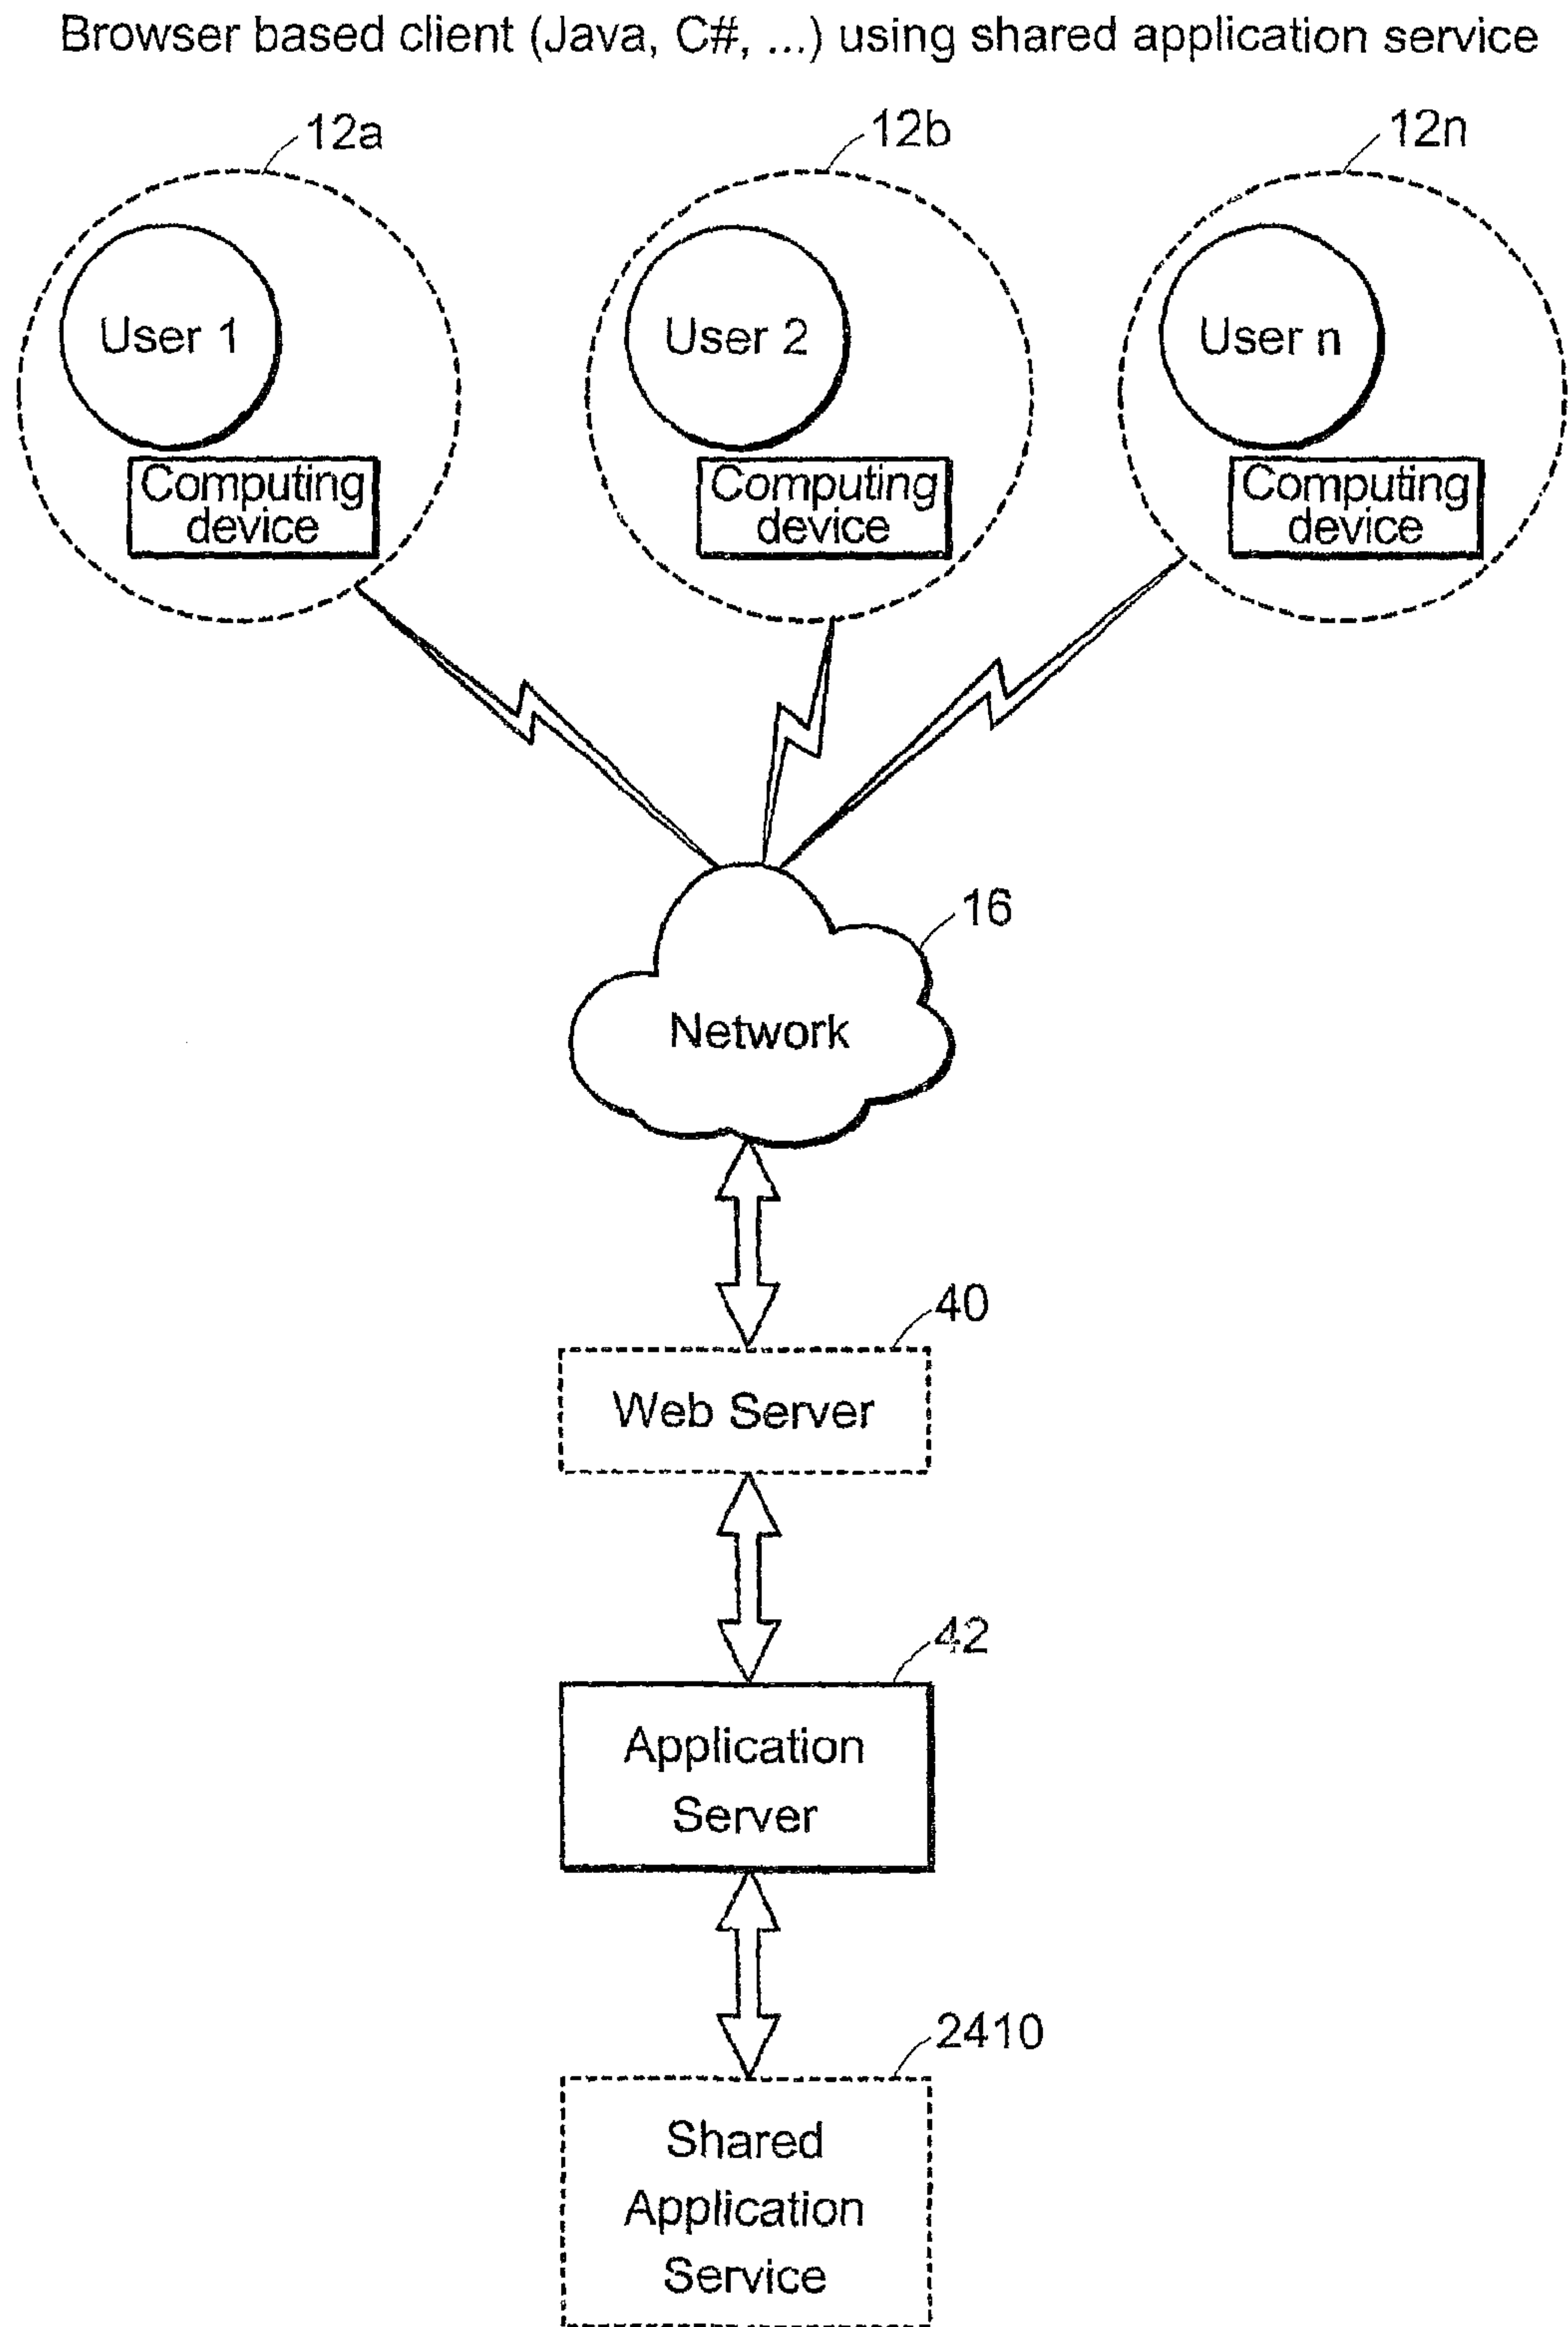 Browser based client (Java, C#, ...) using shared application service
12a
12b
12n
User 1
User 2
User n
Computing
device
Computing
device
Computing
device
16
Network
40
Web Server
42
Application
Server
2410
Shared
Application
Service